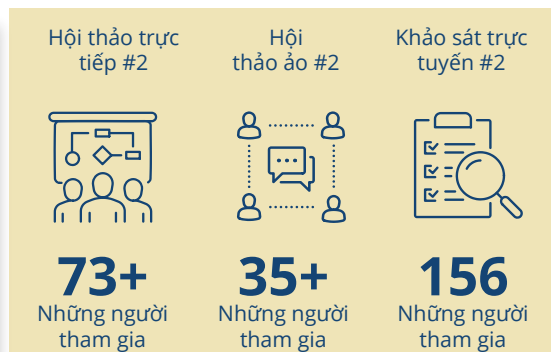 Hội thảo trực
tiếp #2
73+
Những người
tham gia
Hội
thảo ảo #2
35+
Những người
tham gia
Khảo sát trực
tuyến #2
156
Những người
tham gia